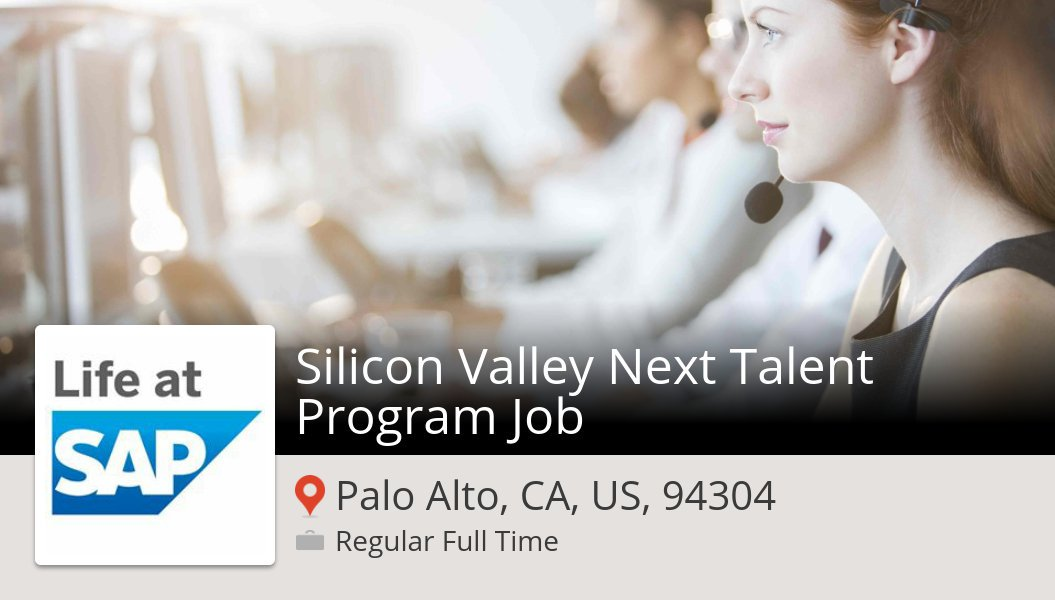 Life at
SAP
Silicon Valley Next Talent
Program Job
Palo Alto, CA, US, 94304
Regular Full Time